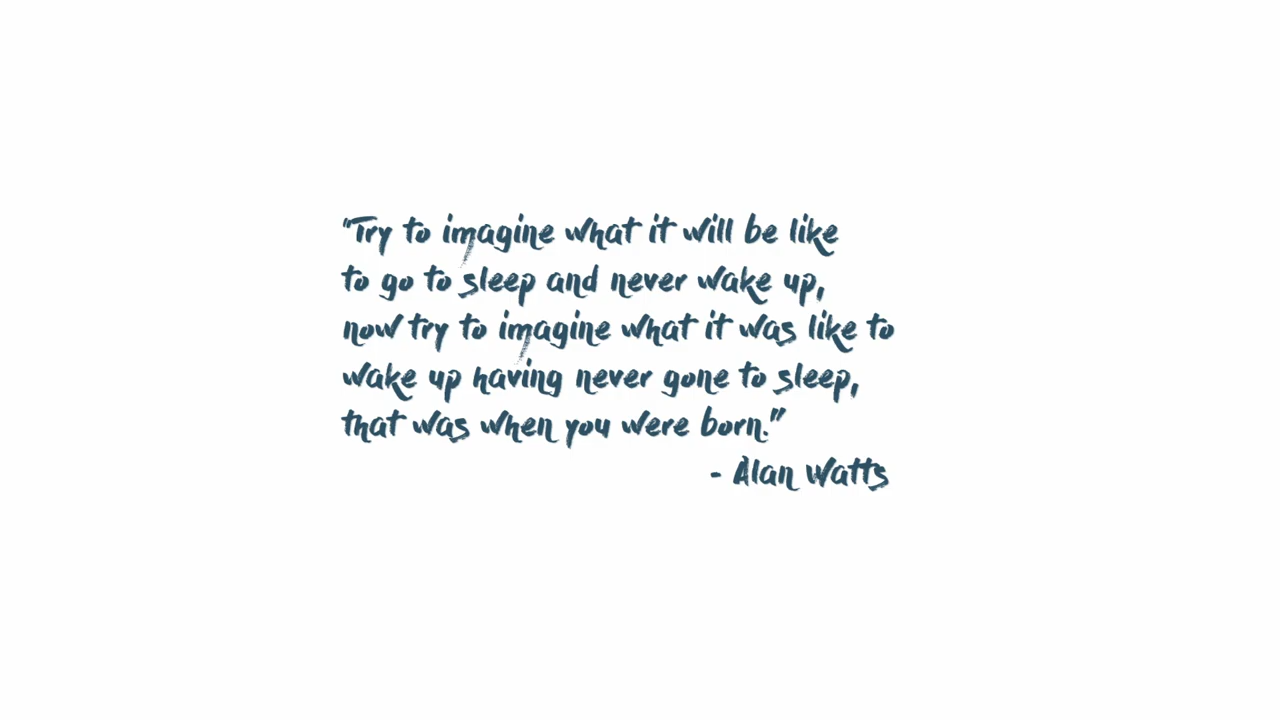 "Try to imagine what it will be like
to go to sleep and never wake up,
now try to imagine what it was like to
wake up having never gone to sleep,
that was when you were born."
- Alan Watts